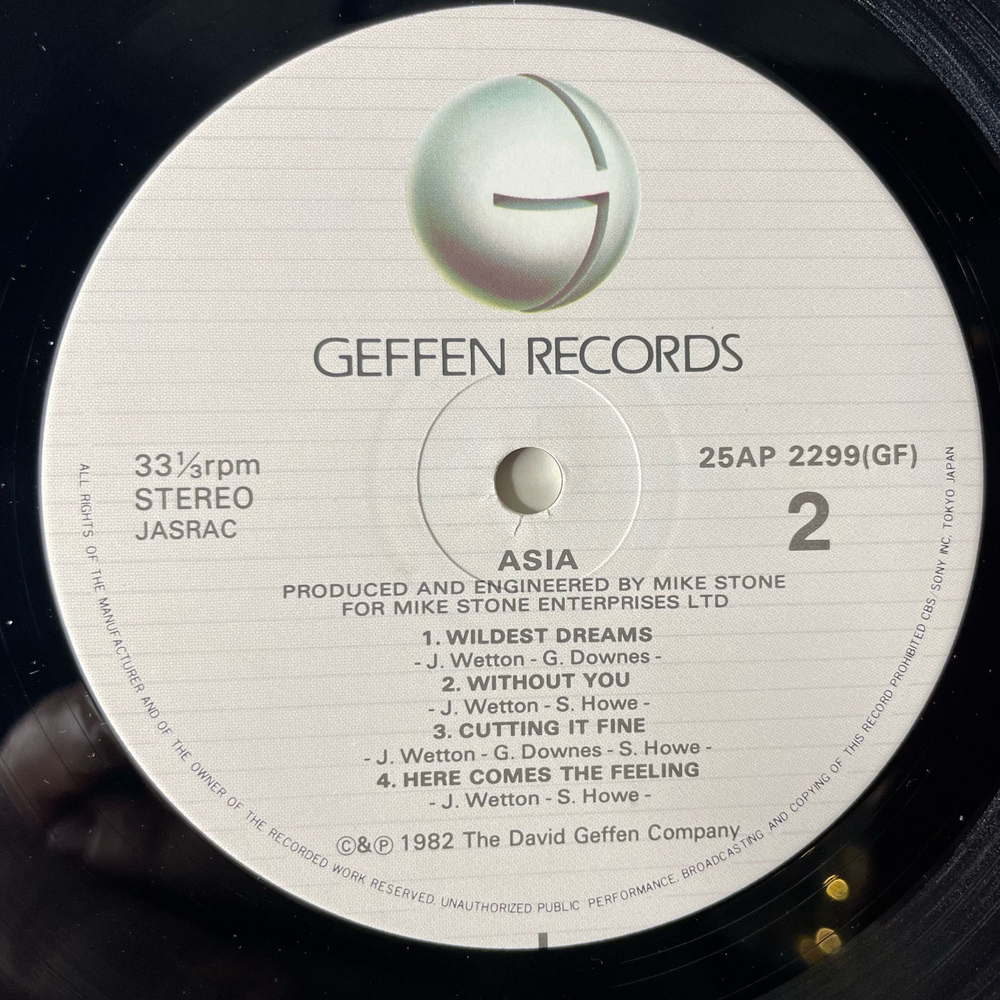 GEFFEN RECORDS
33⅓rpm
STEREO
JASRAC
25AP 2299(GF)
2
ASIA
PRODUCED AND ENGINEERED BY MIKE STONE
FOR MIKE STONE ENTERPRISES LTD
1. WILDEST DREAMS
- J. Wetton - G. Downes -
2. WITHOUT YOU
- J. Wetton - S. Howe -
3. CUTTING IT FINE
- J. Wetton - G. Downes - S. Howe -
4. HERE COMES THE FEELING
- J. Wetton - S. Howe -
©&℗ 1982 The David Geffen Company
ALL RIGHTS OF THE MANUFACTURER AND OF THE OWNER OF THE RECORDED WORK RESERVED. UNAUTHORIZED PUBLIC PERFORMANCE, BROADCASTING AND COPYING OF THIS RECORD PROHIBITED CBS/SONY INC. TOKYO JAPAN